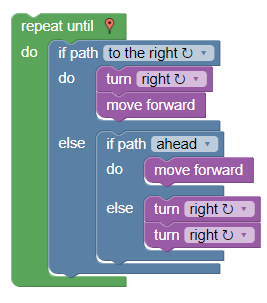 repeat until
do if path to the right ↻
do turn right ↻
move forward
else if path ahead
do move forward
else turn right ↻
turn right ↻